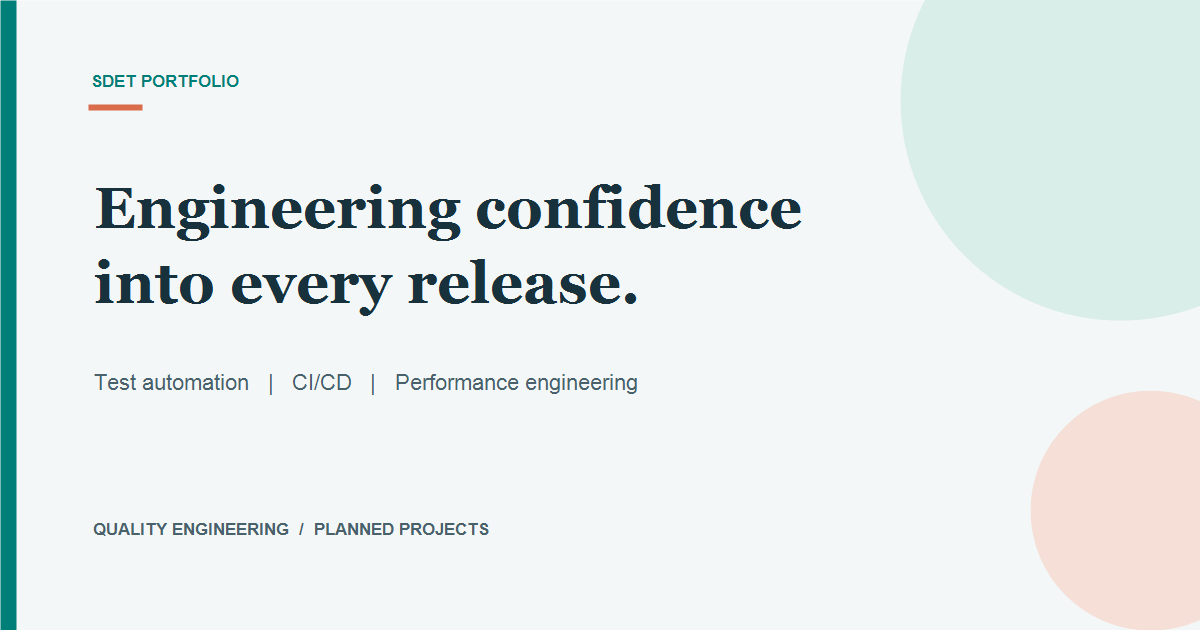 SDET PORTFOLIO
Engineering confidence
into every release.
Test automation | CI/CD | Performance engineering
QUALITY ENGINEERING / PLANNED PROJECTS